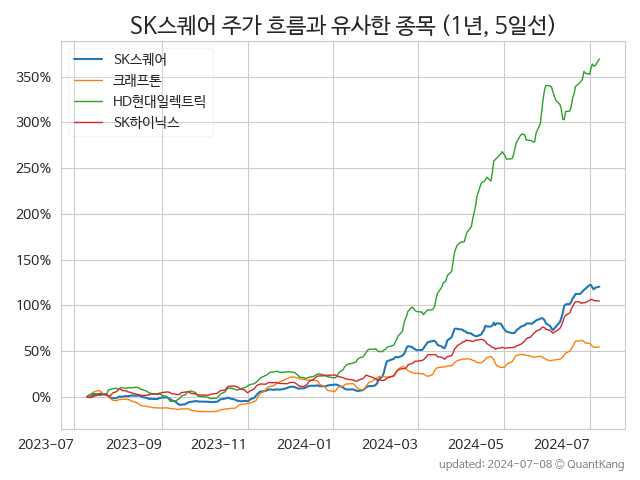 SK스퀘어 주가 흐름과 유사한 종목 (1년, 5일선)
SK스퀘어
크래프톤
HD현대일렉트릭
SK하이닉스
350%
300%
250%
200%
150%
100%
50%
0%
2023-07
2023-09
2023-11
2024-01
2024-03
2024-05
2024-07
updated: 2024-07-08 © QuantKang